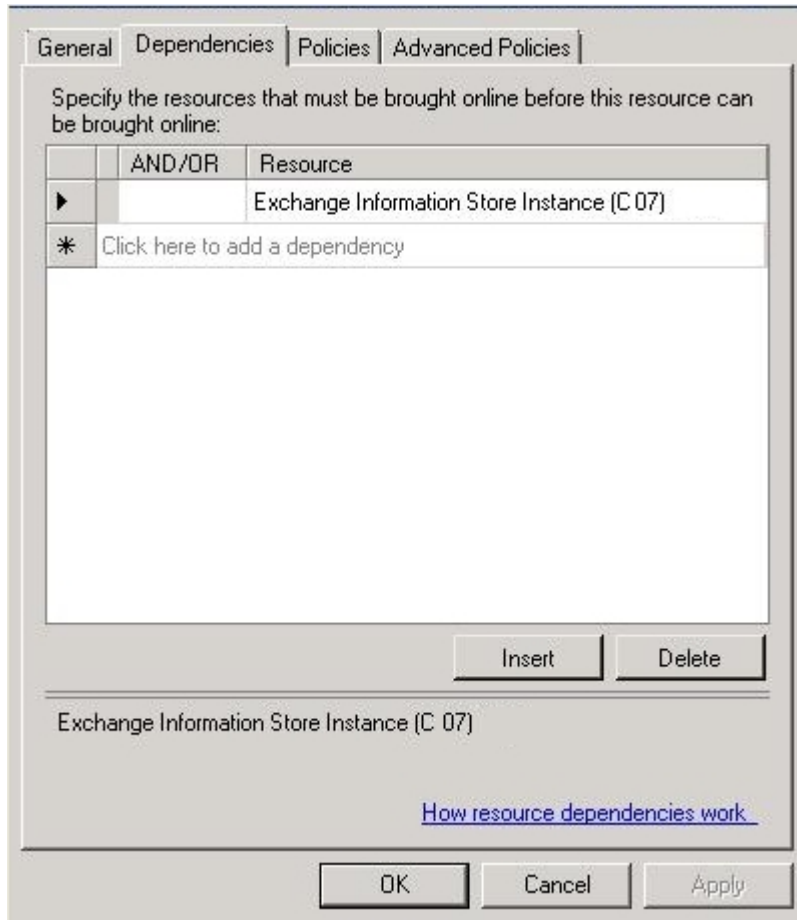 General Dependencies Policies Advanced Policies
Specify the resources that must be brought online before this resource can
be brought online:
AND/OR Resource
Exchange Information Store Instance (C 07)
Click here to add a dependency
Insert Delete
Exchange Information Store Instance (C 07)
How resource dependencies work
OK Cancel Apply